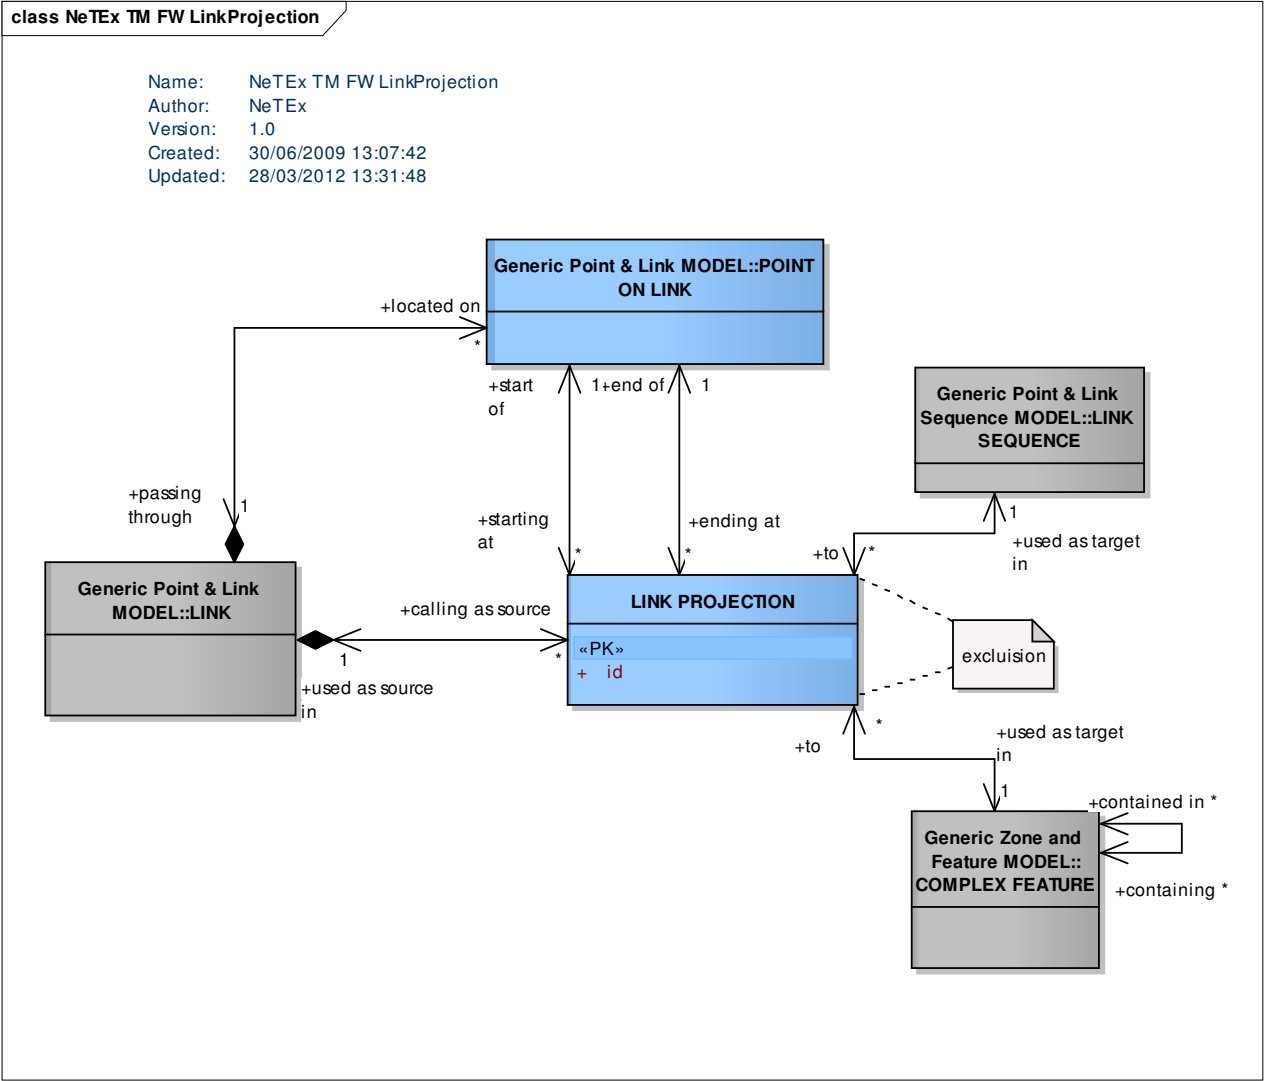 class NeTEx TM FW LinkProjection
Name: NeTEx TM FW LinkProjection
Author: NeTEx
Version: 1.0
Created: 30/06/2009 13:07:42
Updated: 28/03/2012 13:31:48
Generic Point & Link MODEL::POINT
ON LINK
+located on
*
+start
of
1
+end of
1
Generic Point & Link
Sequence MODEL::LINK
SEQUENCE
+passing
through
1
+starting
at
*
+ending at
*
1
+used as target
in
+to
*
Generic Point & Link
MODEL::LINK
+calling as source
*
1
+used as source
in
LINK PROJECTION
«PK»
+ id
excluision
*
+to
+used as target
in
1
+contained in *
Generic Zone and
Feature MODEL::
COMPLEX FEATURE
+containing *